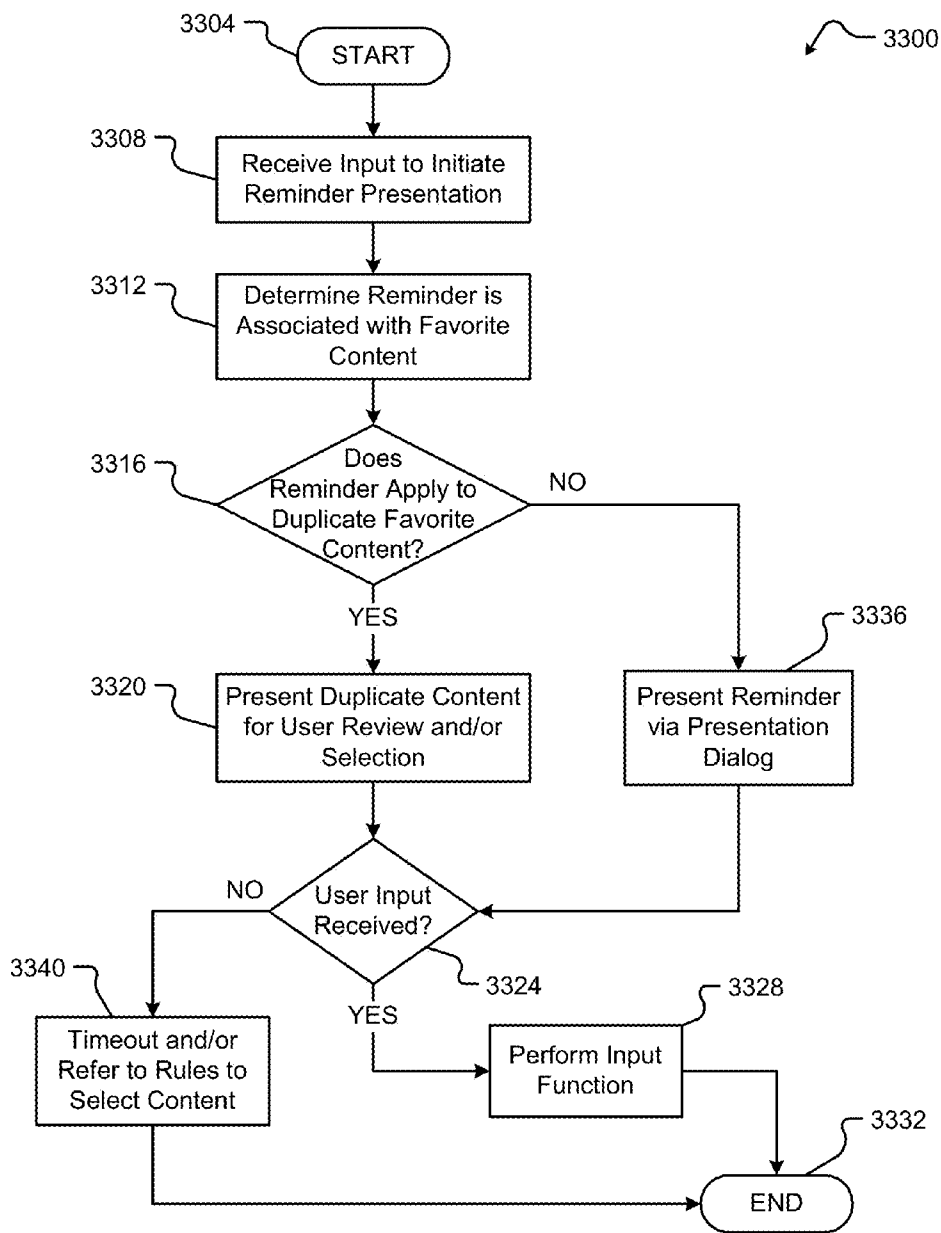 3304
START
3300
3308
Receive Input to Initiate
Reminder Presentation
3312
Determine Reminder is
Associated with Favorite
Content
3316
Does
Reminder Apply to
Duplicate Favorite
Content?
NO
YES
3336
3320
Present Duplicate Content
for User Review and/or
Selection
Present Reminder
via Presentation
Dialog
NO
User Input
Received?
3324
3340
YES
3328
Timeout and/or
Refer to Rules to
Select Content
Perform Input
Function
3332
END